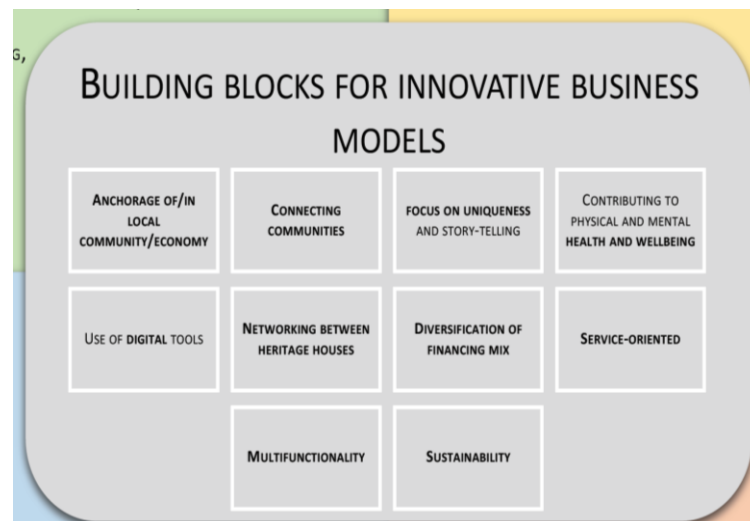 G,
BUILDING BLOCKS FOR INNOVATIVE BUSINESS
MODELS
ANCHORAGE OF/IN
LOCAL
COMMUNITY/ECONOMY
CONNECTING
COMMUNITIES
FOCUS ON UNIQUENESS
AND STORY-TELLING
CONTRIBUTING TO
PHYSICAL AND MENTAL
HEALTH AND WELLBEING
USE OF DIGITAL TOOLS
NETWORKING BETWEEN
HERITAGE HOUSES
DIVERSIFICATION OF
FINANCING MIX
SERVICE-ORIENTED
MULTIFUNCTIONALITY
SUSTAINABILITY